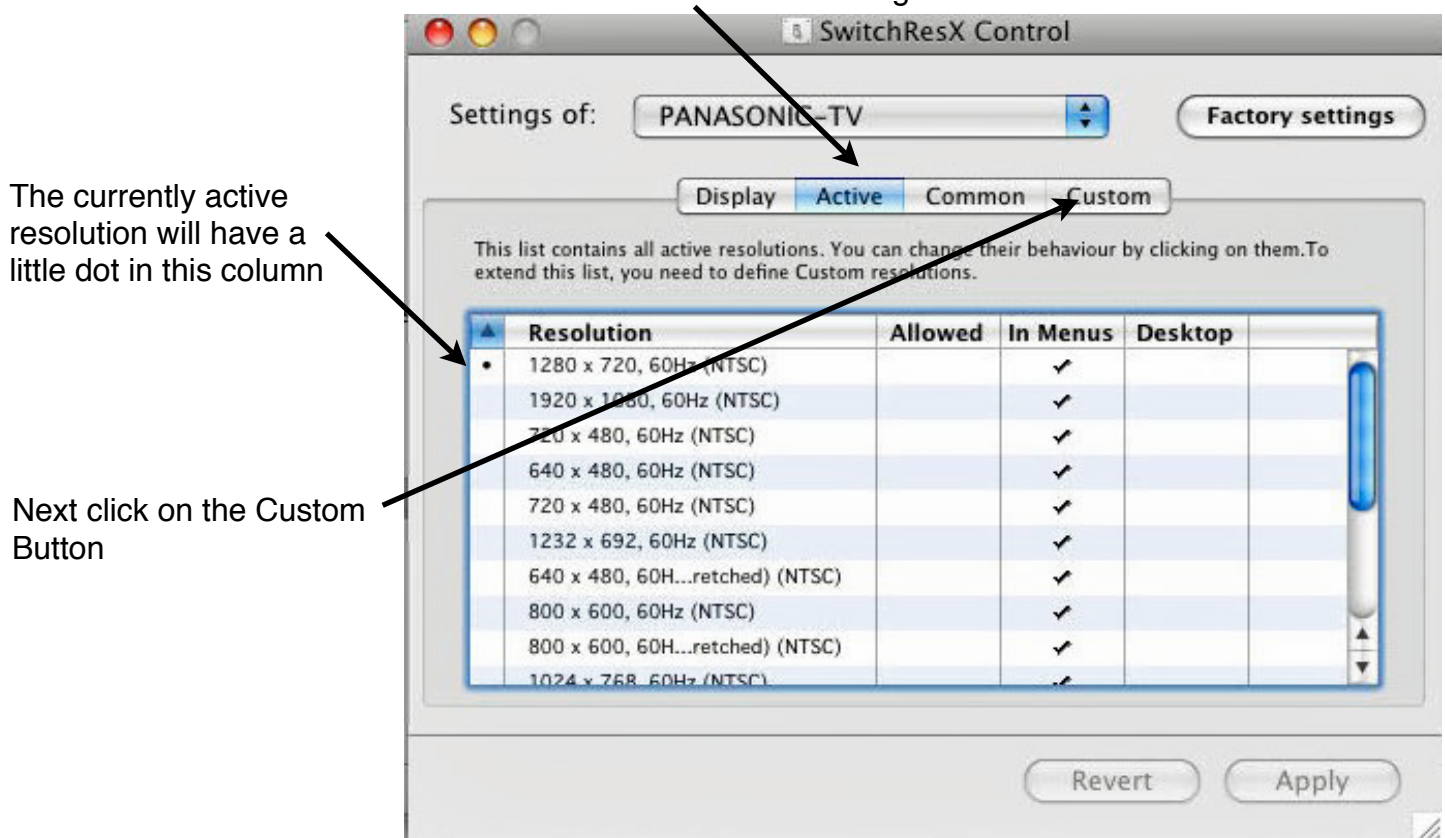 SwitchResX Control
Settings of: PANASONIC-TV Factory settings
Display Active Common Custom
The currently active
resolution will have a
little dot in this column
This list contains all active resolutions. You can change their behaviour by clicking on them.To
extend this list, you need to define Custom resolutions.
Resolution Allowed In Menus Desktop
• 1280 x 720, 60Hz (NTSC) ✓
1920 x 1080, 60Hz (NTSC) ✓
720 x 480, 60Hz (NTSC) ✓
640 x 480, 60Hz (NTSC) ✓
720 x 480, 60Hz (NTSC) ✓
1232 x 692, 60Hz (NTSC) ✓
640 x 480, 60H...retched) (NTSC) ✓
800 x 600, 60Hz (NTSC) ✓
800 x 600, 60H...retched) (NTSC) ✓
1024 x 768, 60Hz (NTSC) ✓
Next click on the Custom
Button
Revert Apply